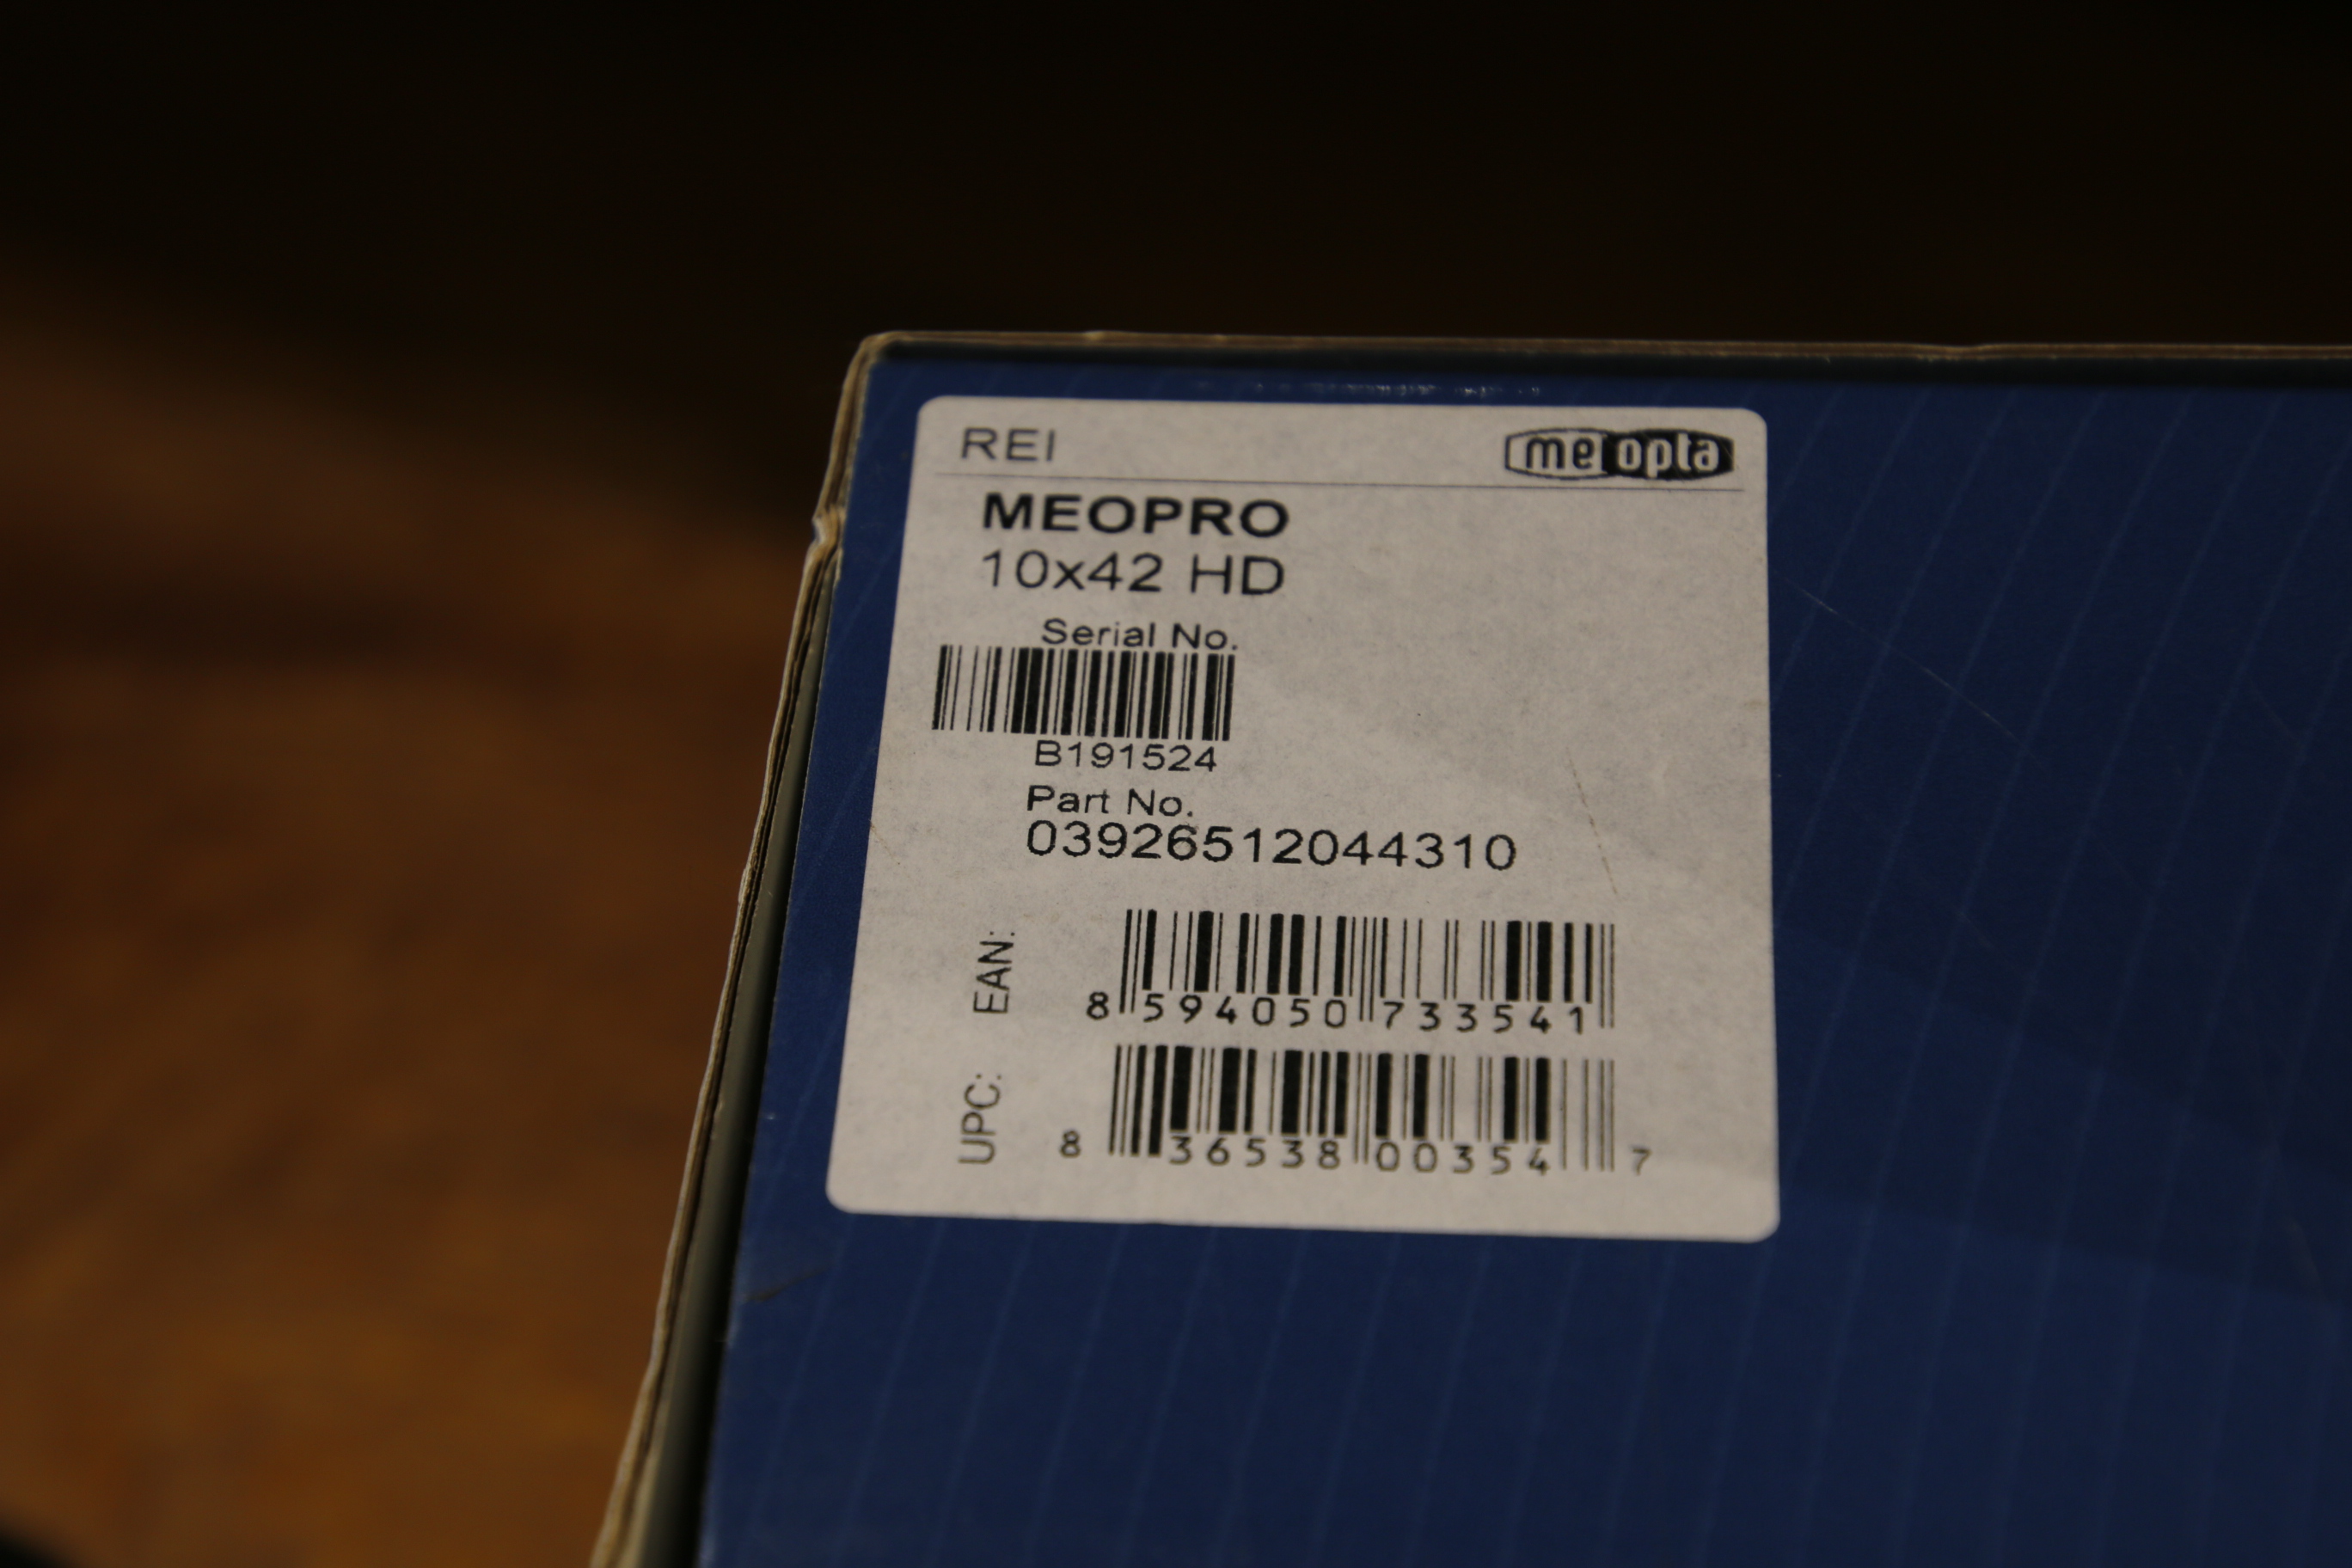 REI
meopta
MEOPRO
10x42 HD
Serial No.
B191524
Part No.
03926512044310
EAN:
8 594050 733541
UPC:
8 36538 00354 7